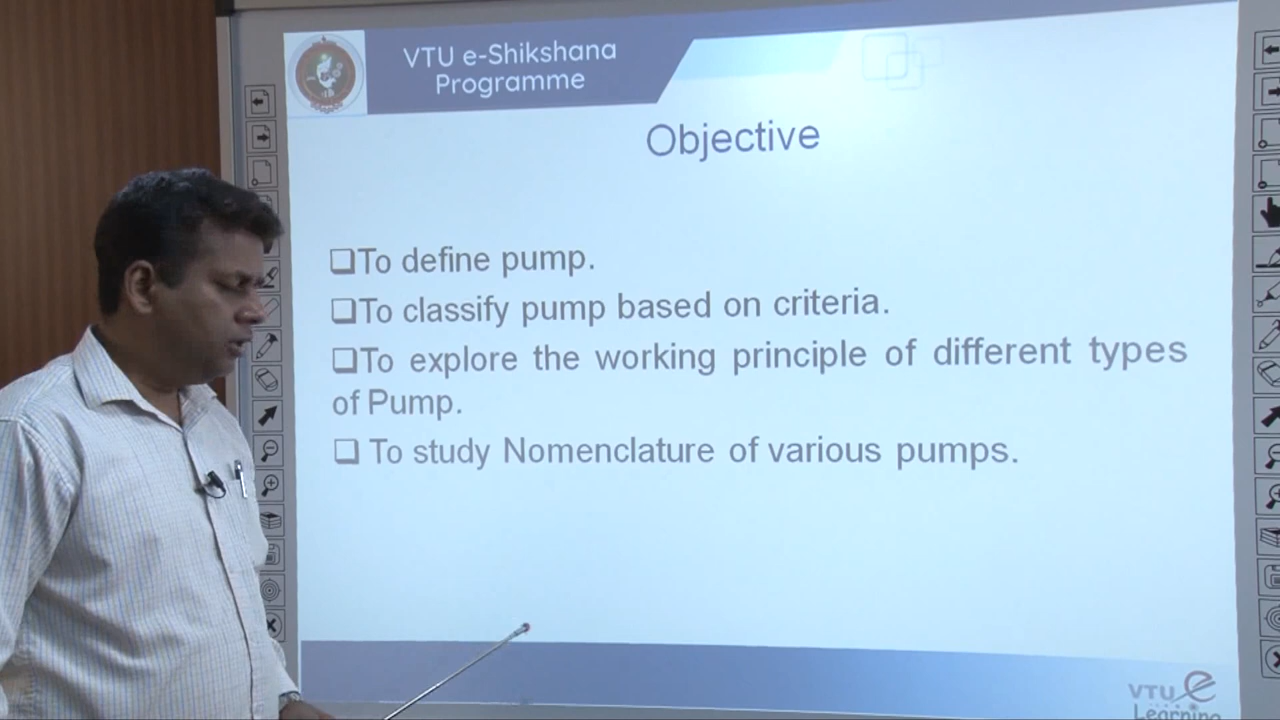 VTU e-Shikshana
Programme
Objective
❑To define pump.
❑To classify pump based on criteria.
❑To explore the working principle of different types
of Pump.
❑ To study Nomenclature of various pumps.
VTU e
Learning